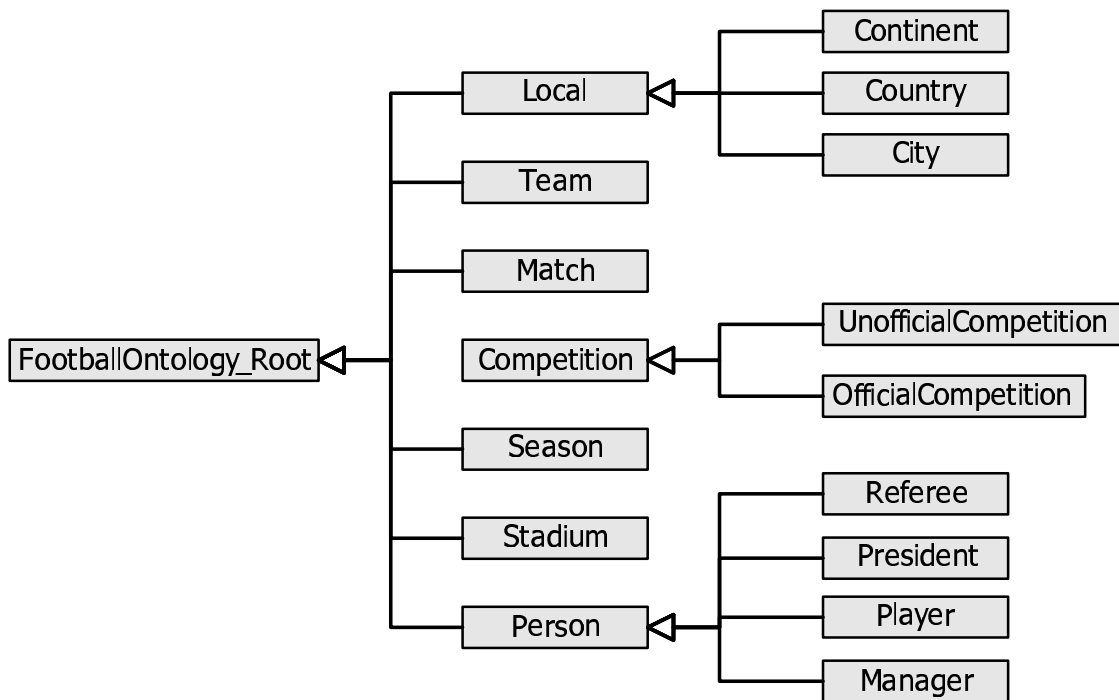 FootballOntology_Root
Local
Team
Match
Competition
Season
Stadium
Person
Continent
Country
City
UnofficialCompetition
OfficialCompetition
Referee
President
Player
Manager